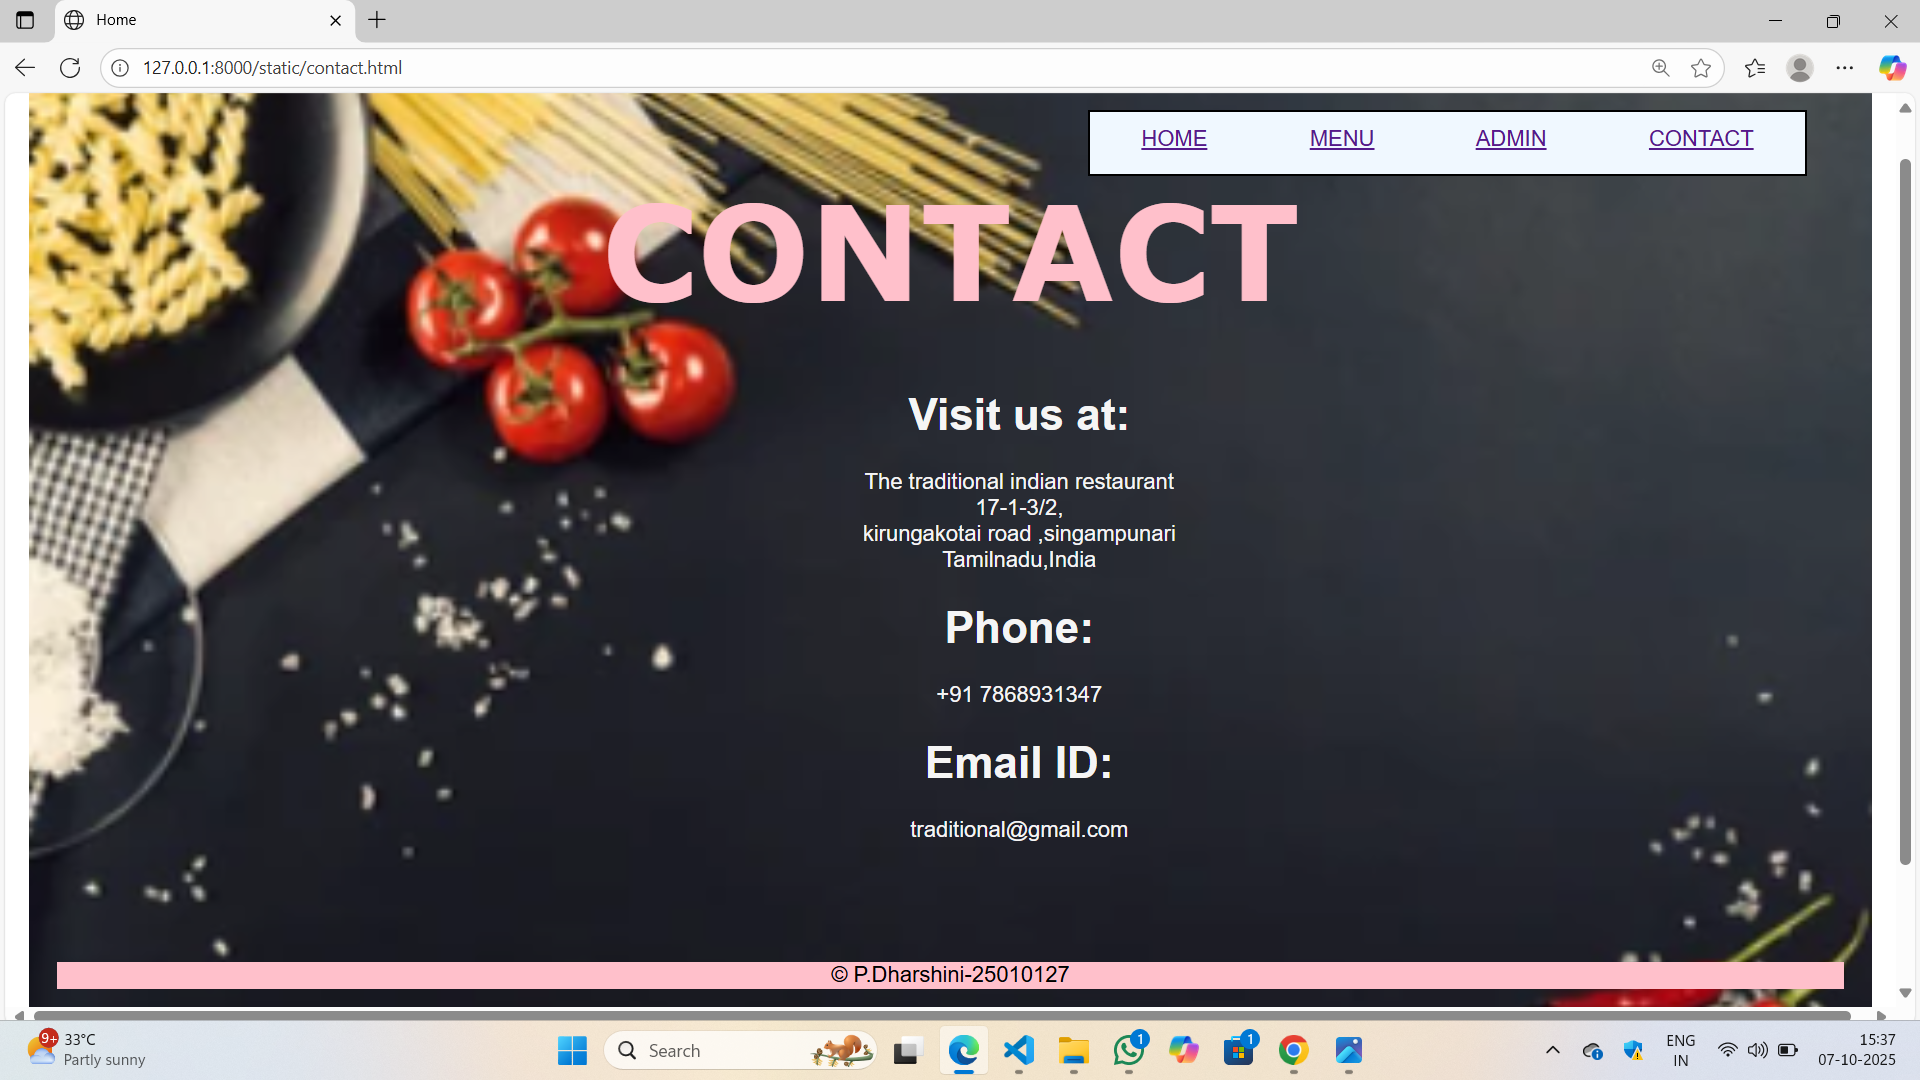 Home
127.0.0.1:8000/static/contact.html
HOME MENU ADMIN CONTACT
CONTACT
Visit us at:
The traditional indian restaurant
17-1-3/2,
kirungakotai road ,singampunari
Tamilnadu,India
Phone:
+91 7868931347
Email ID:
traditional@gmail.com
© P.Dharshini-25010127
9+
33°C
Partly sunny
Search
1
1
ENG
IN
15:37
07-10-2025